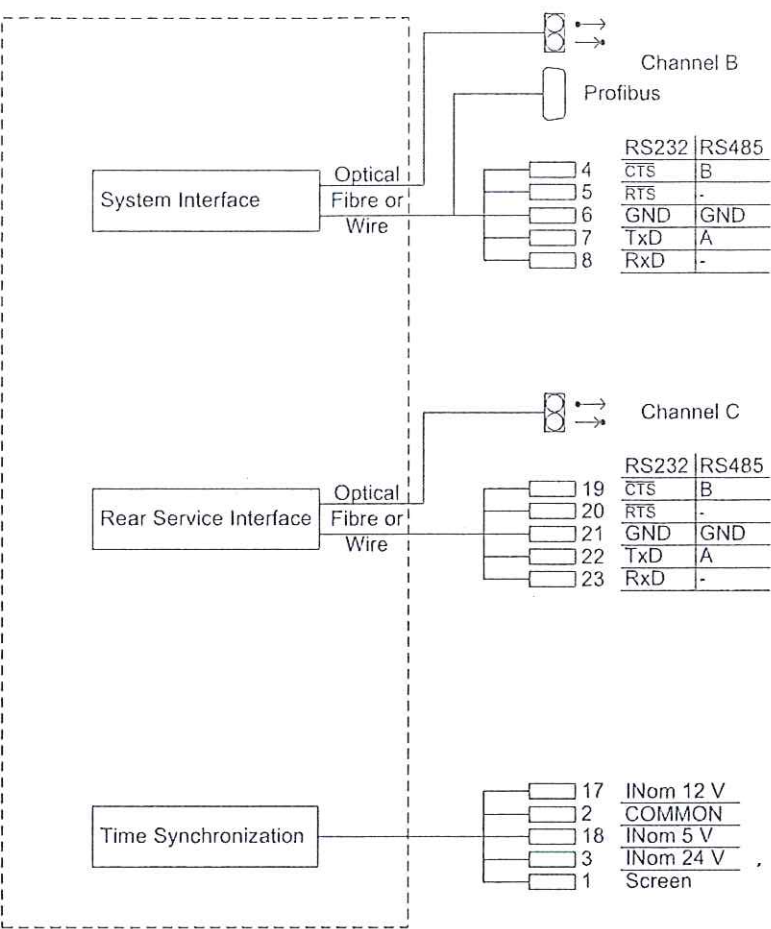 Channel B
Profibus
RS232 RS485
4 CTS B
5 RTS -
6 GND GND
7 TxD A
8 RxD -
System Interface
Optical
Fibre or
Wire
Channel C
RS232 RS485
19 CTS B
20 RTS -
21 GND GND
22 TxD A
23 RxD -
Rear Service Interface
Optical
Fibre or
Wire
17 INom 12 V
2 COMMON
18 INom 5 V
3 INom 24 V
1 Screen
Time Synchronization